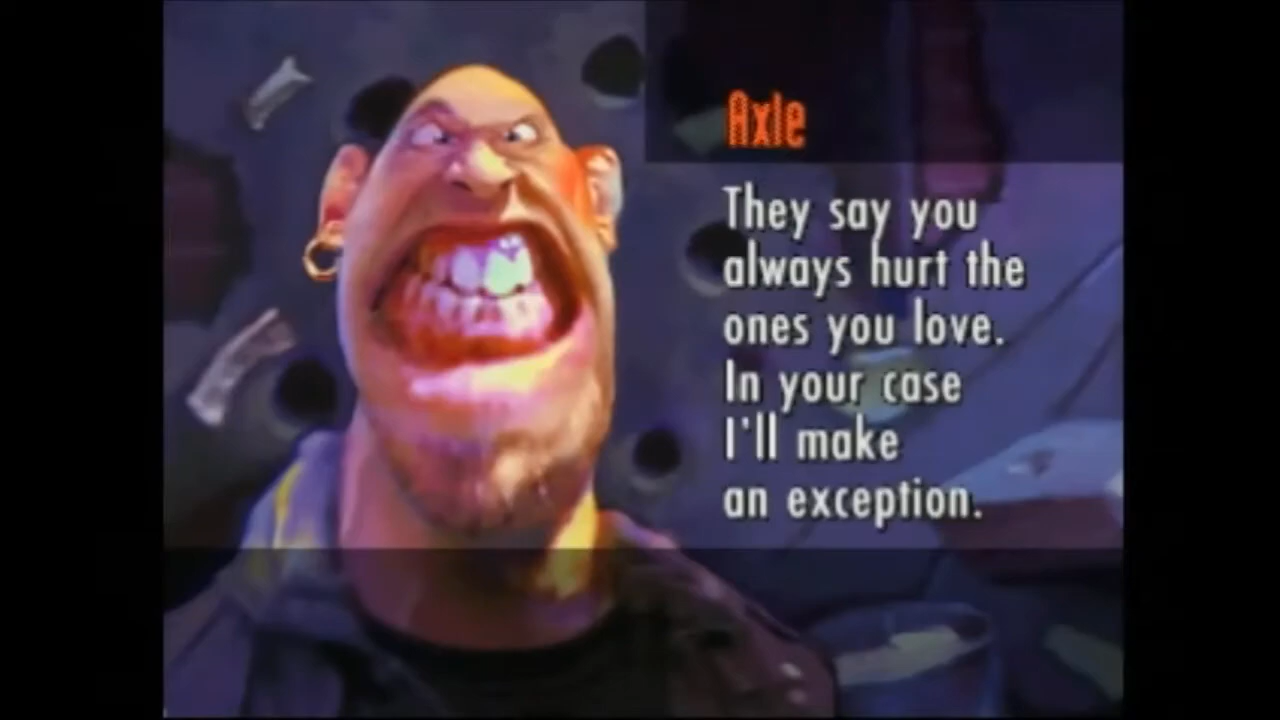 Axle
They say you
always hurt the
ones you love.
In your case
I'll make
an exception.